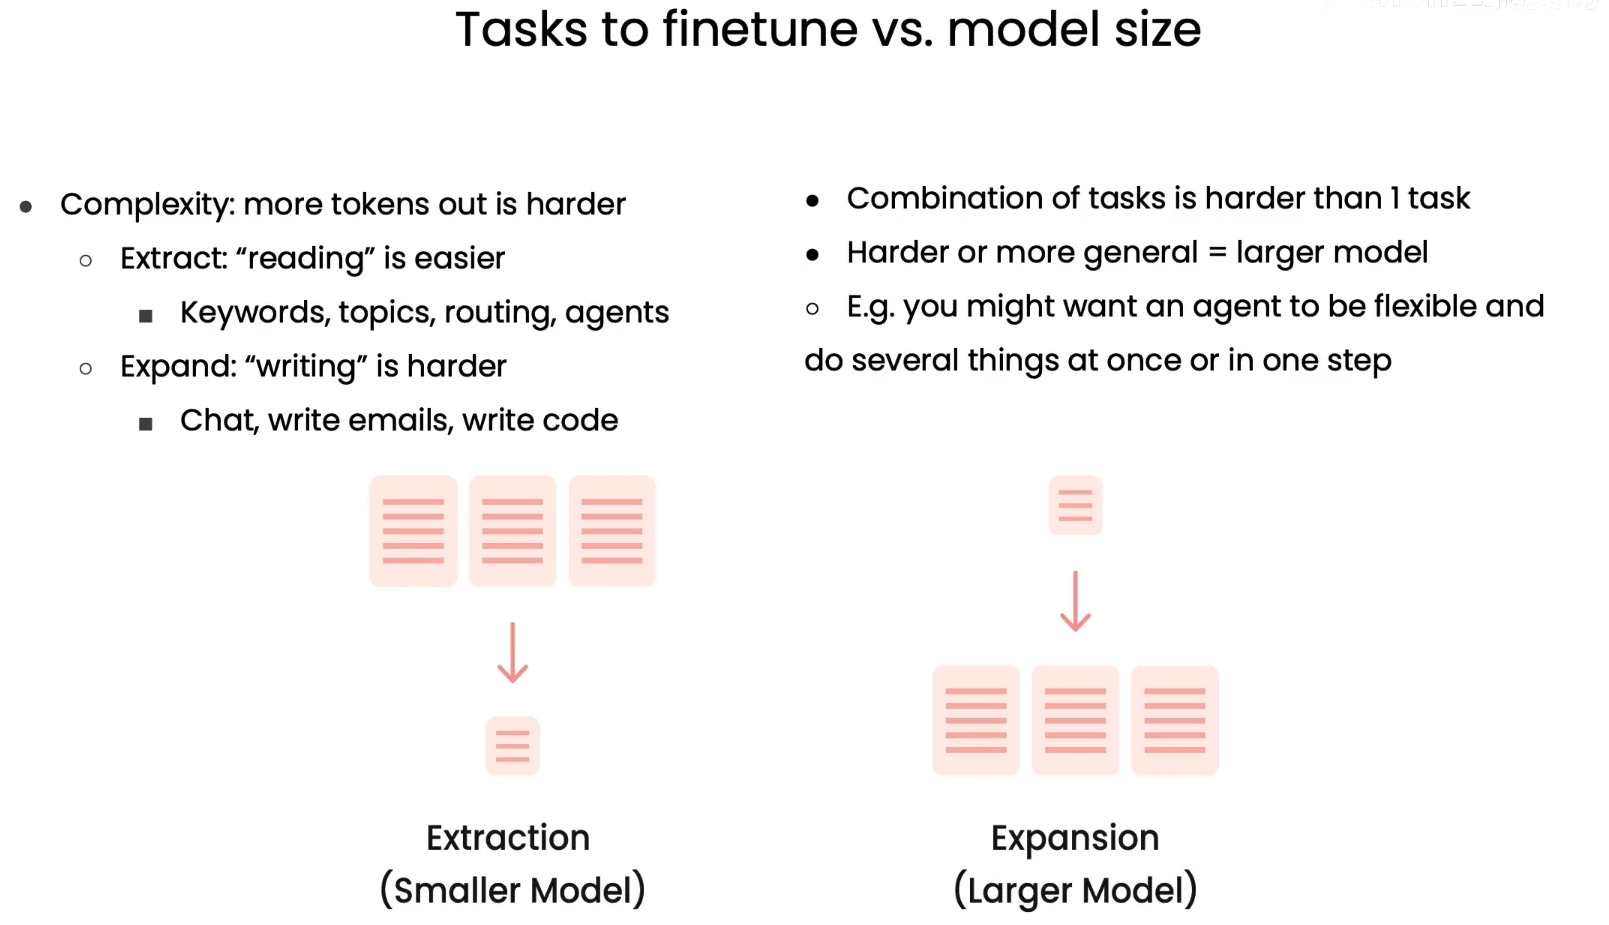 Tasks to finetune vs. model size
● Complexity: more tokens out is harder
○ Extract: “reading” is easier
■ Keywords, topics, routing, agents
○ Expand: “writing” is harder
■ Chat, write emails, write code
● Combination of tasks is harder than 1 task
● Harder or more general = larger model
○ E.g. you might want an agent to be flexible and
do several things at once or in one step
Extraction
(Smaller Model)
Expansion
(Larger Model)